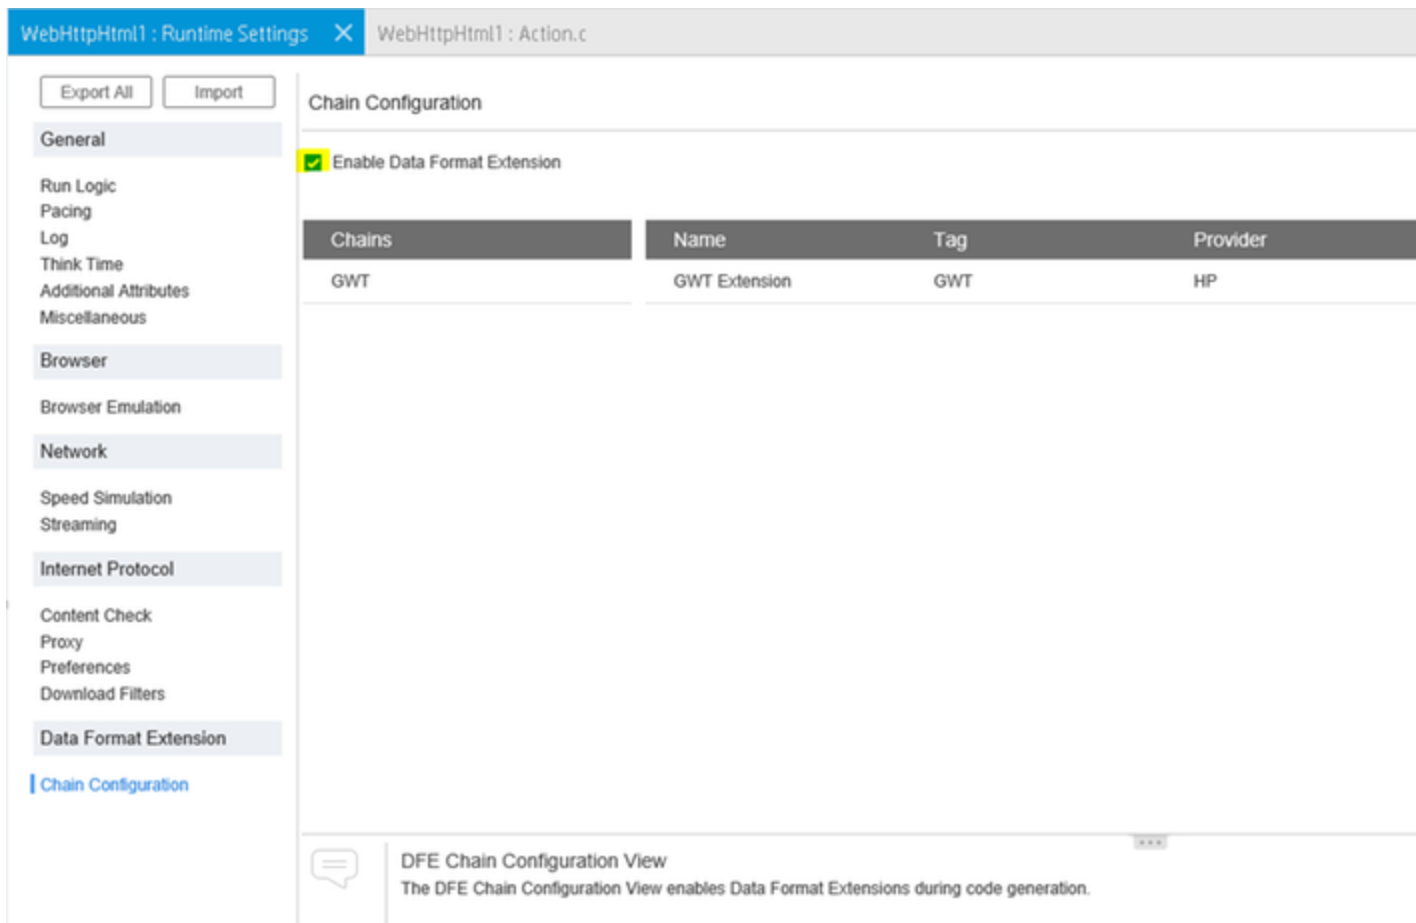 WebHttpHtml1 : Runtime Settings
WebHttpHtml1 : Action.c
Export All
Import
General
Run Logic
Pacing
Log
Think Time
Additional Attributes
Miscellaneous
Browser
Browser Emulation
Network
Speed Simulation
Streaming
Internet Protocol
Content Check
Proxy
Preferences
Download Filters
Data Format Extension
Chain Configuration
Chain Configuration
Enable Data Format Extension
Chains
GWT
Name Tag Provider
GWT Extension GWT HP
DFE Chain Configuration View
The DFE Chain Configuration View enables Data Format Extensions during code generation.